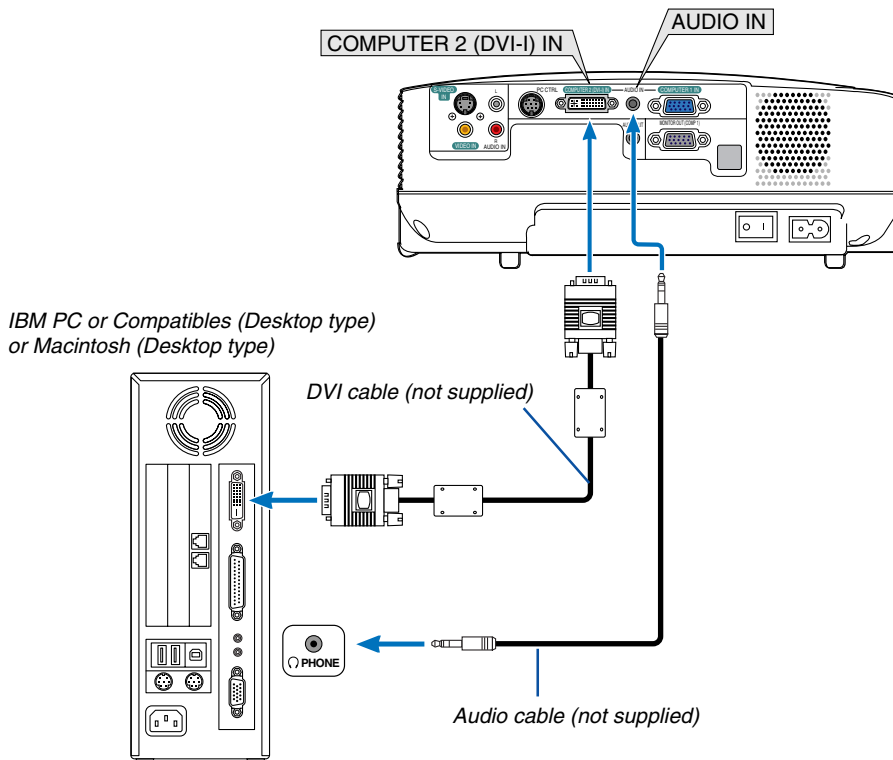 COMPUTER 2 (DVI-I) IN
AUDIO IN
S-VIDEO IN
L
PC CTRL
COMPUTER 2 (DVI-I) IN
AUDIO IN
COMPUTER 1 IN
VIDEO IN
R
AUDIO IN
MONITOR OUT (COMP 1)
IBM PC or Compatibles (Desktop type)
or Macintosh (Desktop type)
DVI cable (not supplied)
PHONE
Audio cable (not supplied)